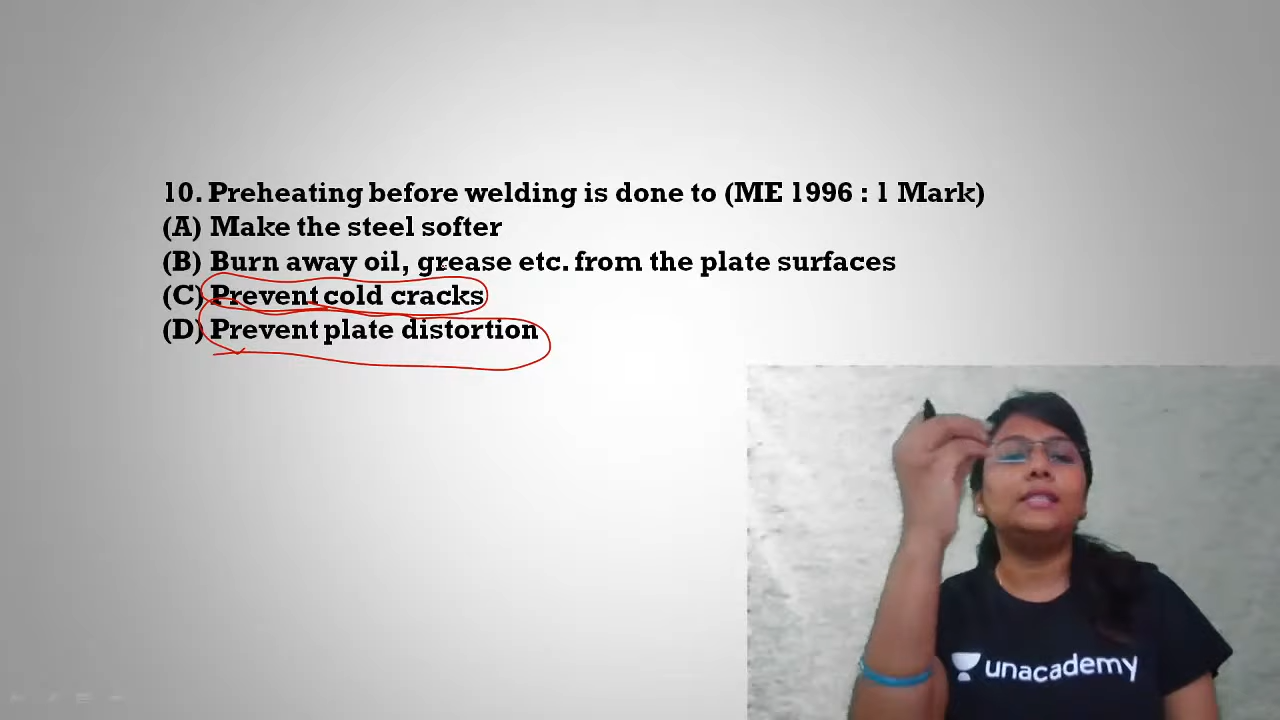 10. Preheating before welding is done to (ME 1996 : 1 Mark)
(A) Make the steel softer
(B) Burn away oil, grease etc. from the plate surfaces
(C) Prevent cold cracks
(D) Prevent plate distortion
unacademy